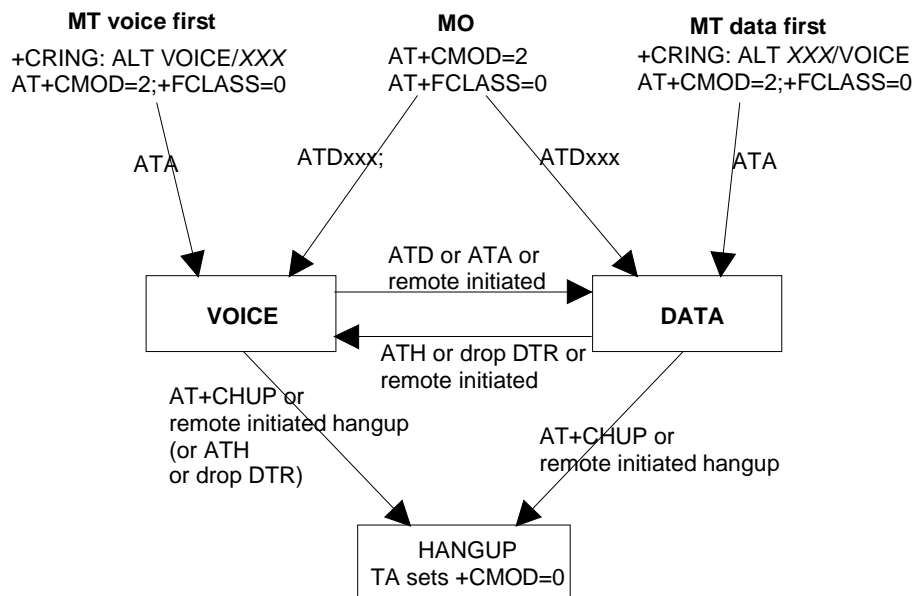 MT voice first
+CRING: ALT VOICE/XXX
AT+CMOD=2;+FCLASS=0
MO
AT+CMOD=2
AT+FCLASS=0
MT data first
+CRING: ALT XXX/VOICE
AT+CMOD=2;+FCLASS=0
ATA
ATDxxx;
ATDxxx
ATA
ATD or ATA or
remote initiated
VOICE
DATA
ATH or drop DTR or
remote initiated
AT+CHUP or
remote initiated hangup
(or ATH
or drop DTR)
AT+CHUP or
remote initiated hangup
HANGUP
TA sets +CMOD=0